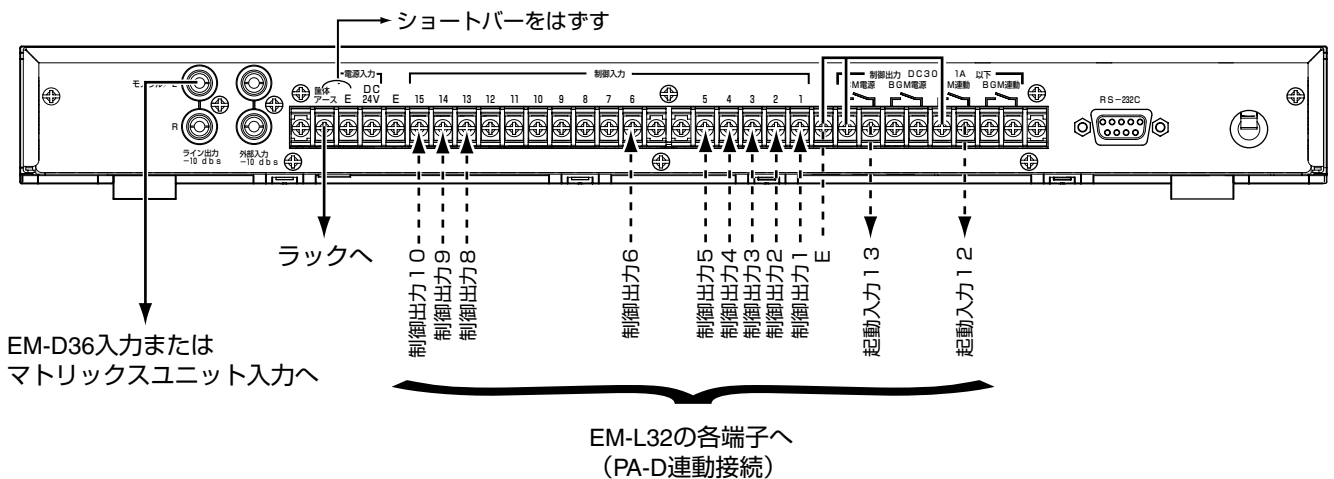 ショートバーをはずす
電源入力
制御入力
制御出力 DC30 1A 以下
筐体
アース E DC
24V E 15 14 13 12 11 10 9 8 7 6 5 4 3 2 1
M電源 BGM電源 M連動 BGM連動
RS-232C
R
ライン出力
-10 dbs
外部入力
-10 dbs
ラックへ
制御出力10
制御出力9
制御出力8
制御出力6
制御出力5
制御出力4
制御出力3
制御出力2
制御出力1
E
起動入力13
起動入力12
EM-D36入力または
マトリックスユニット入力へ
EM-L32の各端子へ
（PA-D連動接続）